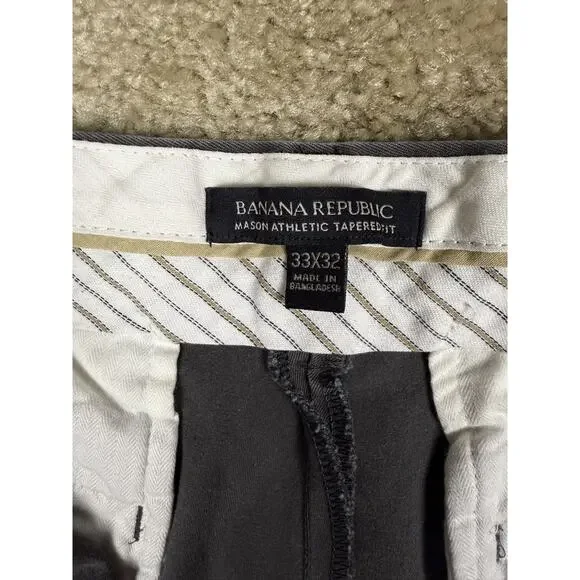 BANANA REPUBLIC
MASON ATHLETIC TAPERED FIT
33X32
MADE IN
BANGLADESH